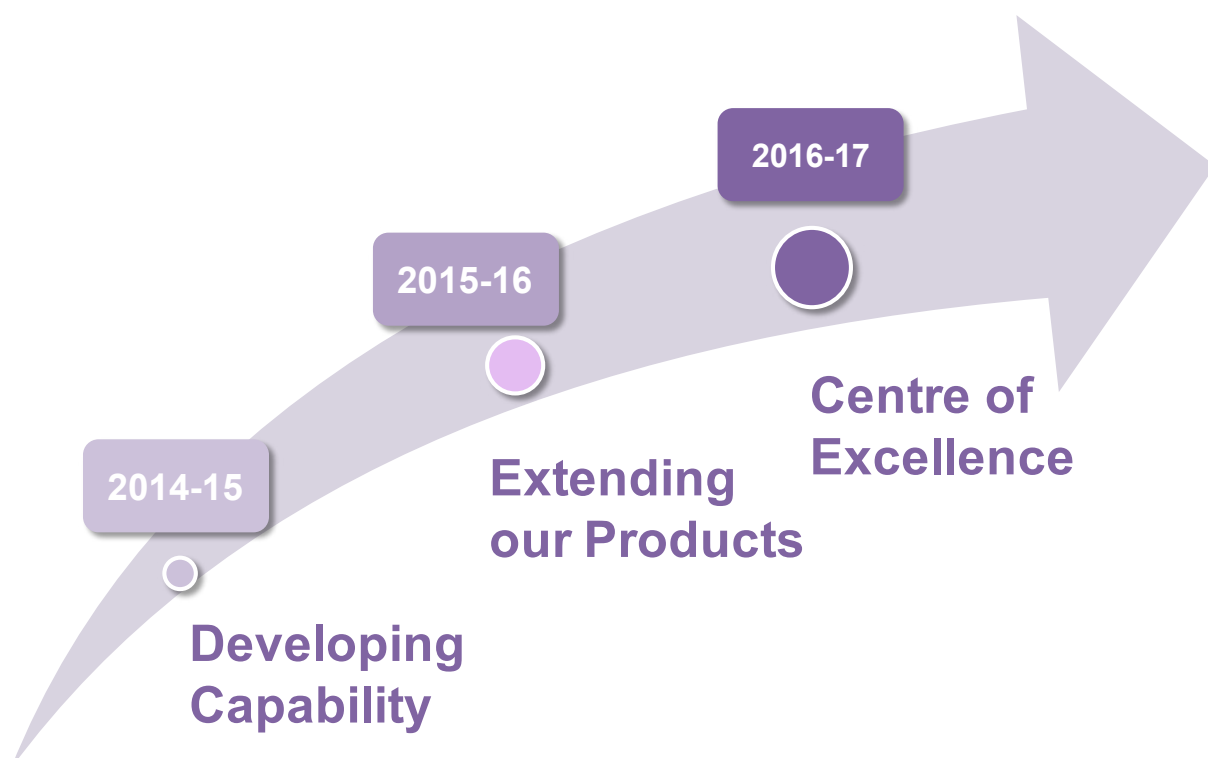 2016-17
2015-16
Centre of
Excellence
2014-15
Extending
our Products
Developing
Capability